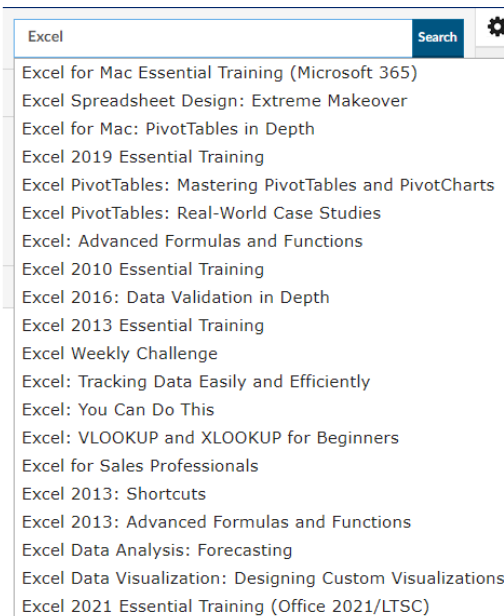 Excel
Search
Excel for Mac Essential Training (Microsoft 365)
Excel Spreadsheet Design: Extreme Makeover
Excel for Mac: PivotTables in Depth
Excel 2019 Essential Training
Excel PivotTables: Mastering PivotTables and PivotCharts
Excel PivotTables: Real-World Case Studies
Excel: Advanced Formulas and Functions
Excel 2010 Essential Training
Excel 2016: Data Validation in Depth
Excel 2013 Essential Training
Excel Weekly Challenge
Excel: Tracking Data Easily and Efficiently
Excel: You Can Do This
Excel: VLOOKUP and XLOOKUP for Beginners
Excel for Sales Professionals
Excel 2013: Shortcuts
Excel 2013: Advanced Formulas and Functions
Excel Data Analysis: Forecasting
Excel Data Visualization: Designing Custom Visualizations
Excel 2021 Essential Training (Office 2021/LTSC)